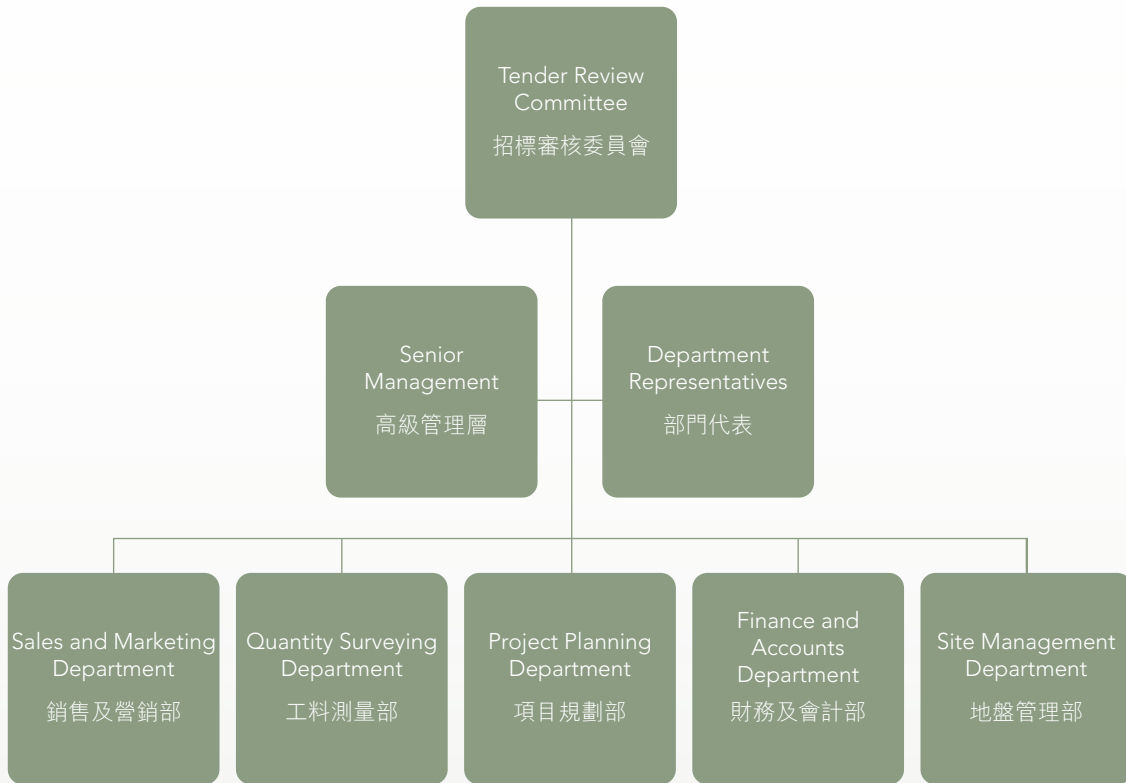 Tender Review
Committee
招標審核委員會
Senior
Management
高級管理層
Department
Representatives
部門代表
Sales and Marketing
Department
銷售及營銷部
Quantity Surveying
Department
工料測量部
Project Planning
Department
項目規劃部
Finance and
Accounts
Department
財務及會計部
Site Management
Department
地盤管理部